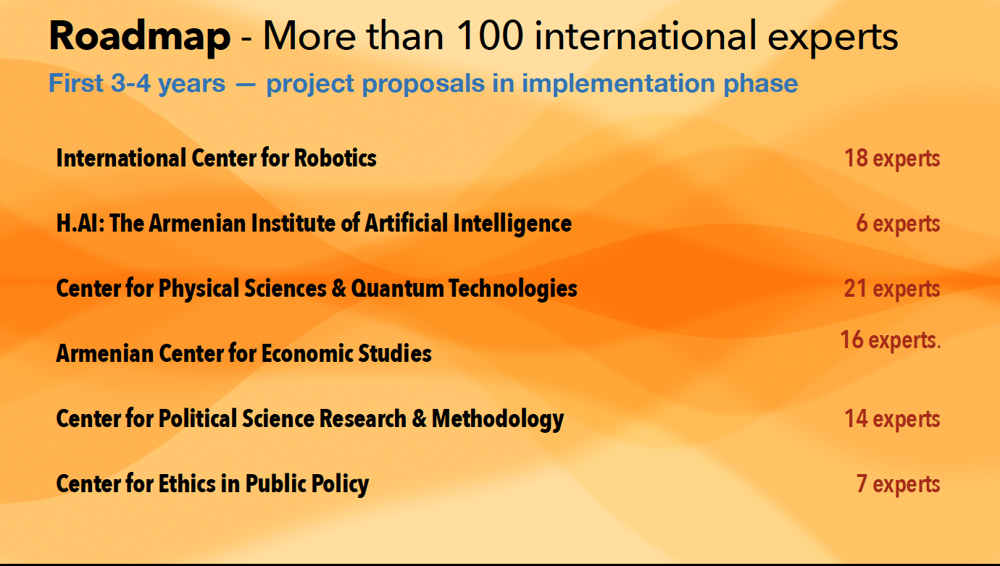 Roadmap - More than 100 international experts
First 3-4 years — project proposals in implementation phase
International Center for Robotics 18 experts
H.AI: The Armenian Institute of Artificial Intelligence 6 experts
Center for Physical Sciences & Quantum Technologies 21 experts
Armenian Center for Economic Studies 16 experts.
Center for Political Science Research & Methodology 14 experts
Center for Ethics in Public Policy 7 experts